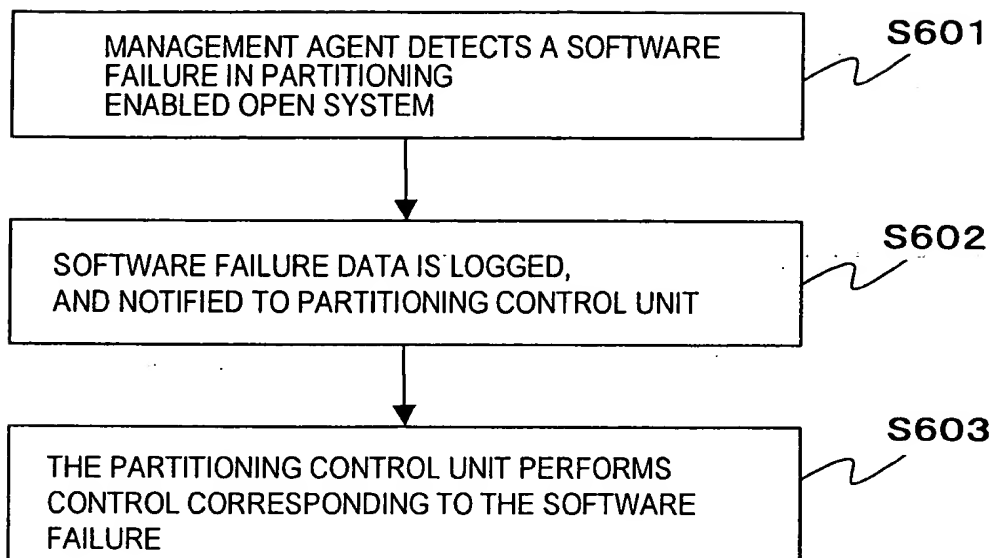 MANAGEMENT AGENT DETECTS A SOFTWARE
FAILURE IN PARTITIONING
ENABLED OPEN SYSTEM
S601
SOFTWARE FAILURE DATA IS LOGGED,
AND NOTIFIED TO PARTITIONING CONTROL UNIT
S602
THE PARTITIONING CONTROL UNIT PERFORMS
CONTROL CORRESPONDING TO THE SOFTWARE
FAILURE
S603